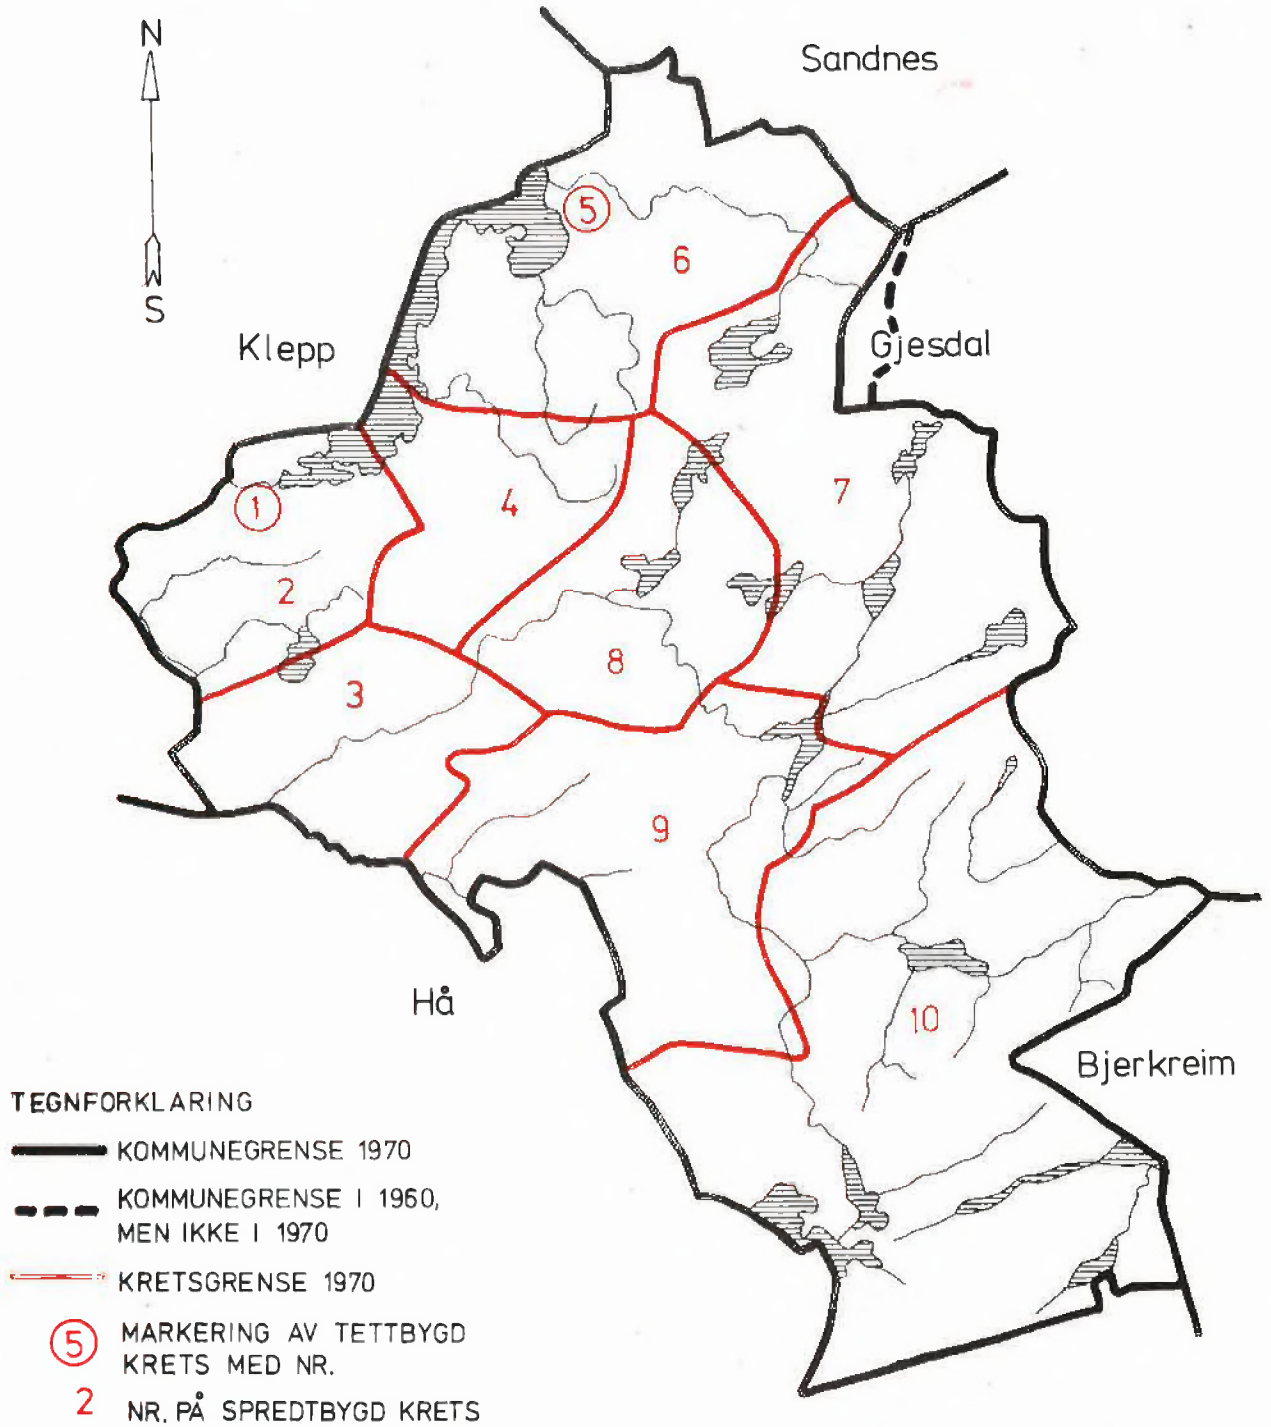 N
S
Sandnes
Klepp
Gjesdal
5
6
1
4
7
2
8
3
9
Hå
10
Bjerkreim
TEGNFORKLARING
KOMMUNEGRENSE 1970
KOMMUNEGRENSE I 1960,
MEN IKKE I 1970
KRETSGRENSE 1970
5 MARKERING AV TETTBYGD
KRETS MED NR.
2 NR. PÅ SPREDTBYGD KRETS